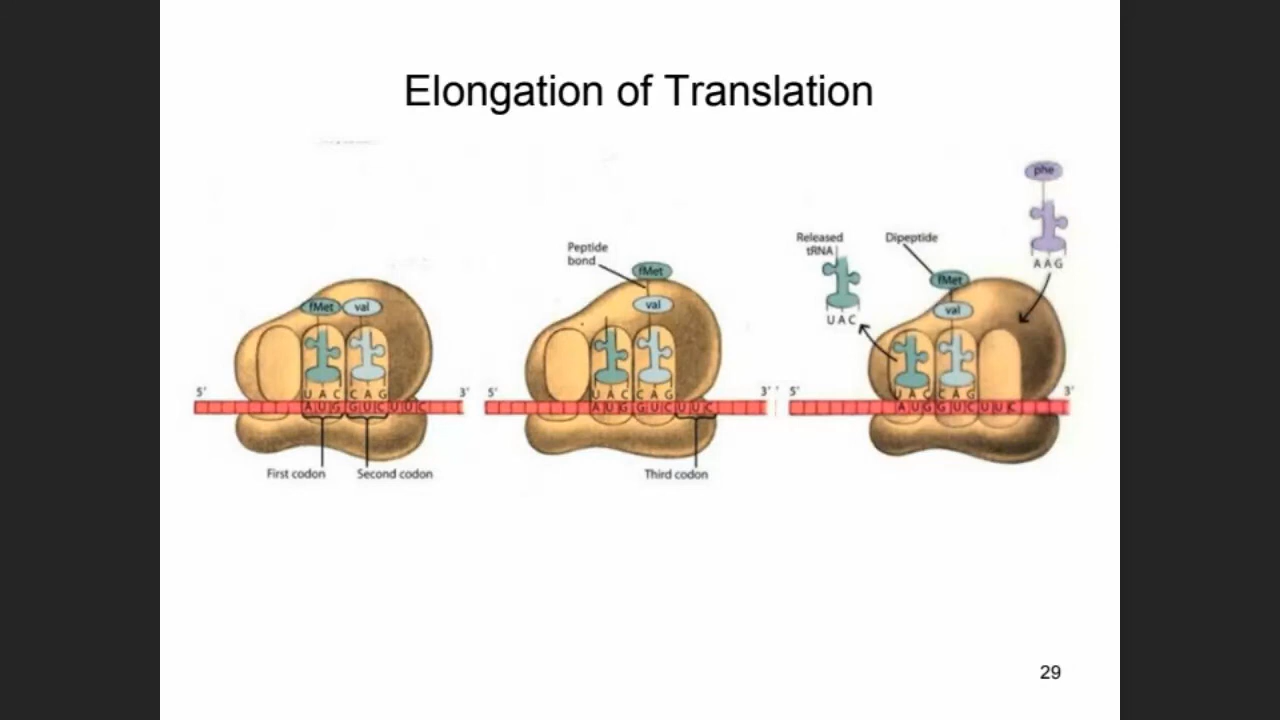 Elongation of Translation
fMet val
5' 3'
U A C C A G
A U G G U C U U C
First codon Second codon
Peptide
bond
fMet
val
5' 3'
U A C C A G
A U G G U C U U C
Third codon
phe
Released
tRNA
Dipeptide
fMet
val
A A G
U A C
5' 3'
U A C C A G
A U G G U C U U C
29